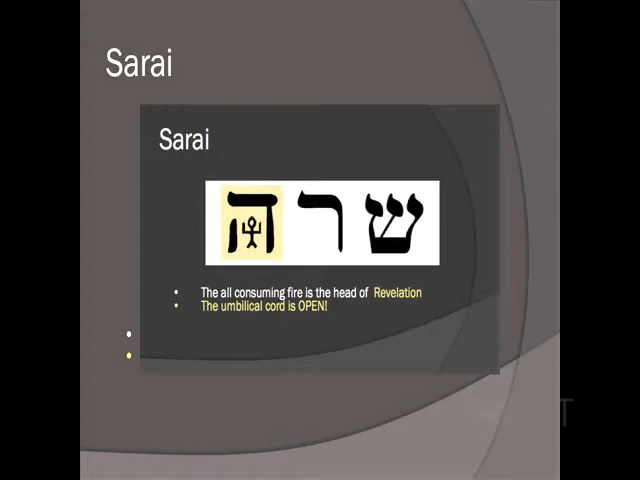 Sarai
Sarai
שרה
The all consuming fire is the head of Revelation
The umbilical cord is OPEN!
T